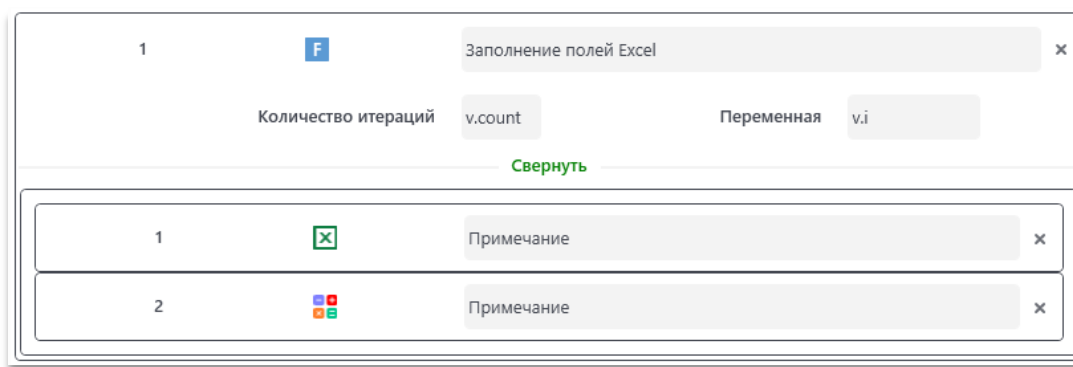 1 F Заполнение полей Excel ×
Количество итераций v.count Переменная v.i
Свернуть
1 Примечание ×
2 Примечание ×